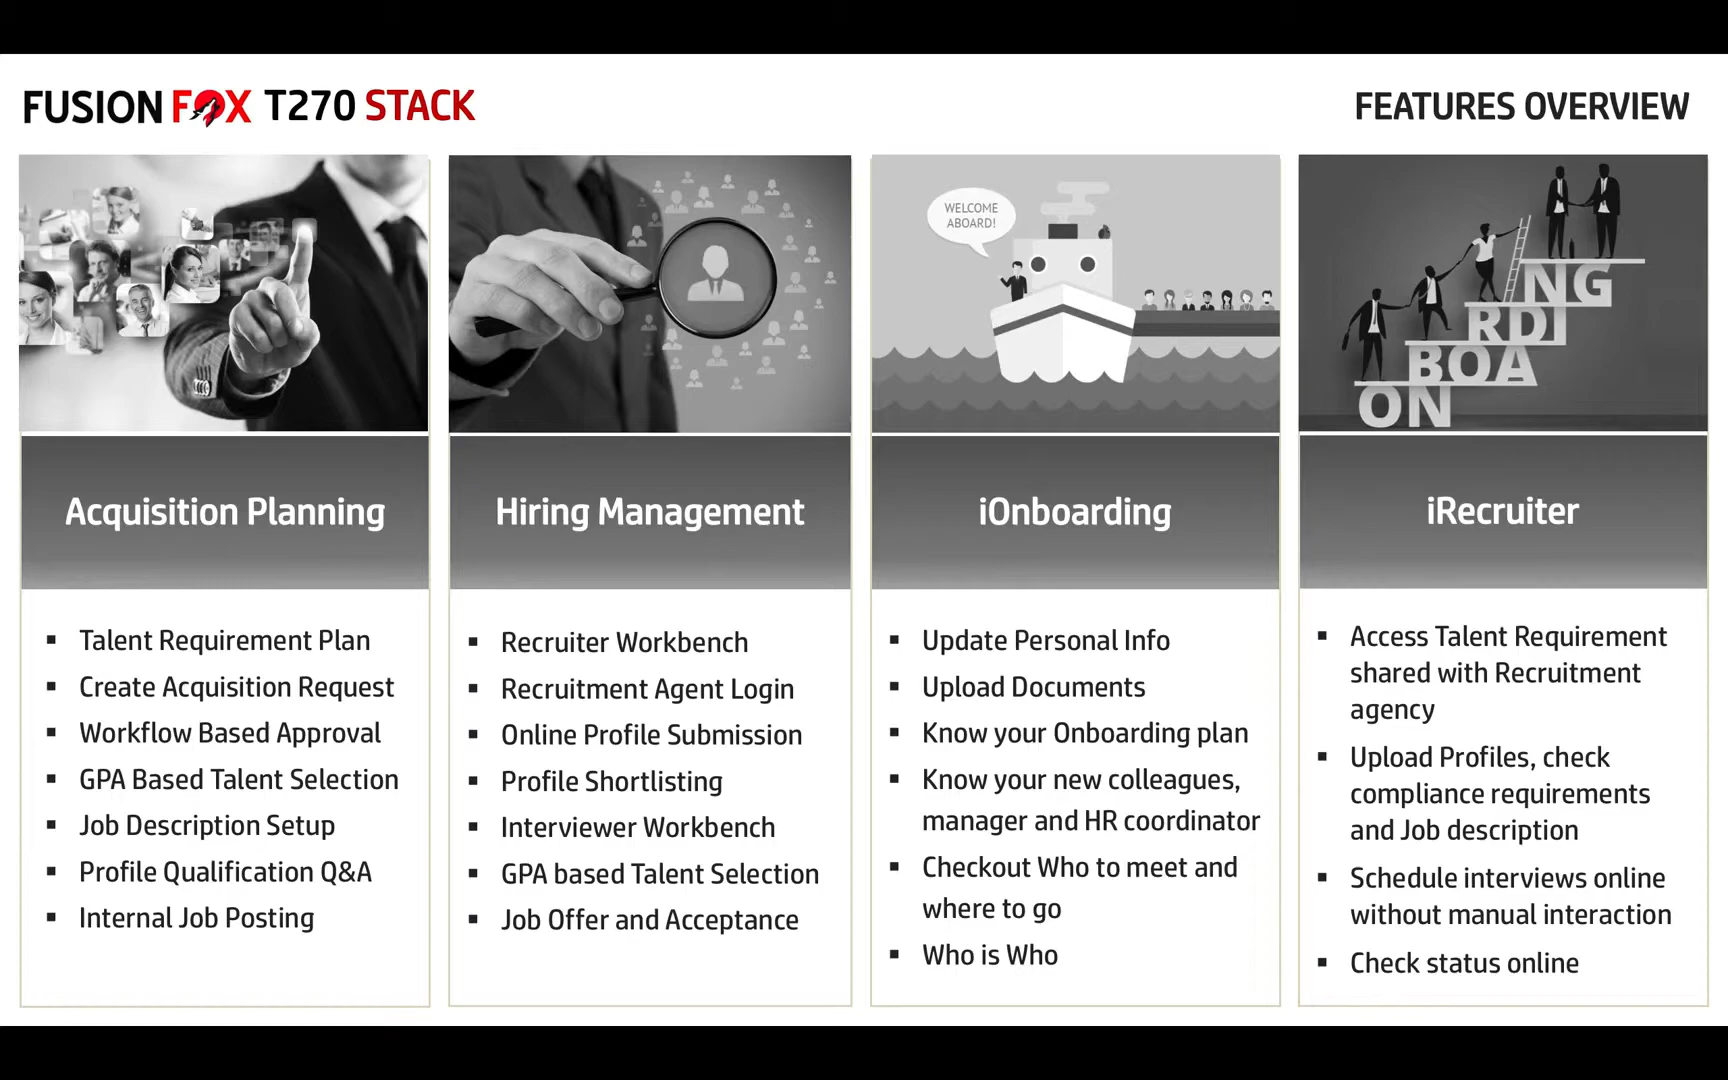 FUSION FOX T270 STACK
FEATURES OVERVIEW
WELCOME
ABOARD!
NG
RDI
BOA
ON
Acquisition Planning
Talent Requirement Plan
Create Acquisition Request
Workflow Based Approval
GPA Based Talent Selection
Job Description Setup
Profile Qualification Q&A
Internal Job Posting
Hiring Management
Recruiter Workbench
Recruitment Agent Login
Online Profile Submission
Profile Shortlisting
Interviewer Workbench
GPA based Talent Selection
Job Offer and Acceptance
iOnboarding
Update Personal Info
Upload Documents
Know your Onboarding plan
Know your new colleagues,
manager and HR coordinator
Checkout Who to meet and
where to go
Who is Who
iRecruiter
Access Talent Requirement
shared with Recruitment
agency
Upload Profiles, check
compliance requirements
and Job description
Schedule interviews online
without manual interaction
Check status online